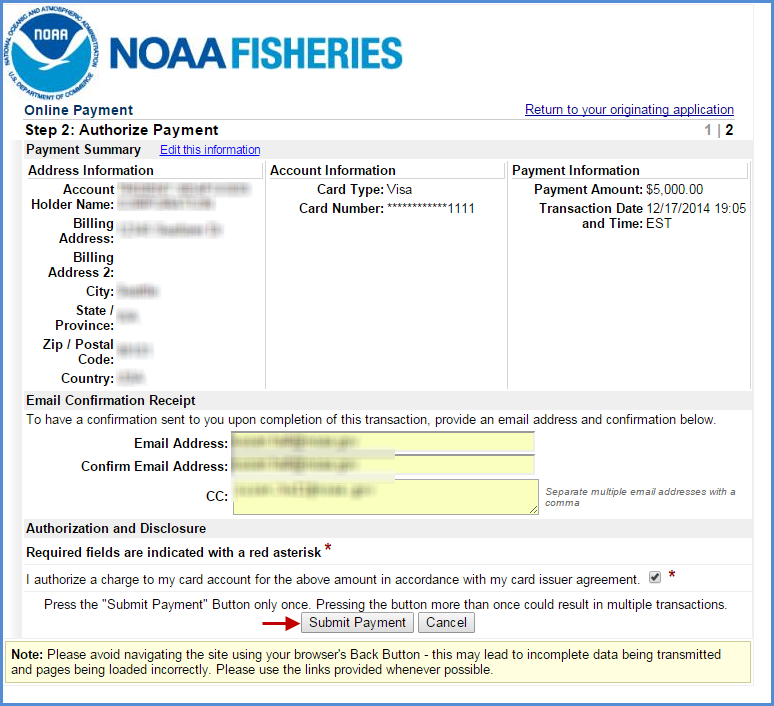 NATIONAL OCEANIC AND ATMOSPHERIC ADMINISTRATION
NOAA
U.S. DEPARTMENT OF COMMERCE
NOAA FISHERIES
Online Payment
Return to your originating application
Step 2: Authorize Payment
1 | 2
Payment Summary Edit this information
Address Information
Account
Holder Name:
Billing
Address:
Billing
Address 2:
City:
State /
Province:
Zip / Postal
Code:
Country:
Account Information
Card Type: Visa
Card Number: ************1111
Payment Information
Payment Amount: $5,000.00
Transaction Date 12/17/2014 19:05
and Time: EST
Email Confirmation Receipt
To have a confirmation sent to you upon completion of this transaction, provide an email address and confirmation below.
Email Address:
Confirm Email Address:
CC:
Separate multiple email addresses with a
comma
Authorization and Disclosure
Required fields are indicated with a red asterisk *
I authorize a charge to my card account for the above amount in accordance with my card issuer agreement. *
Press the "Submit Payment" Button only once. Pressing the button more than once could result in multiple transactions.
Submit Payment Cancel
Note: Please avoid navigating the site using your browser's Back Button - this may lead to incomplete data being transmitted
and pages being loaded incorrectly. Please use the links provided whenever possible.